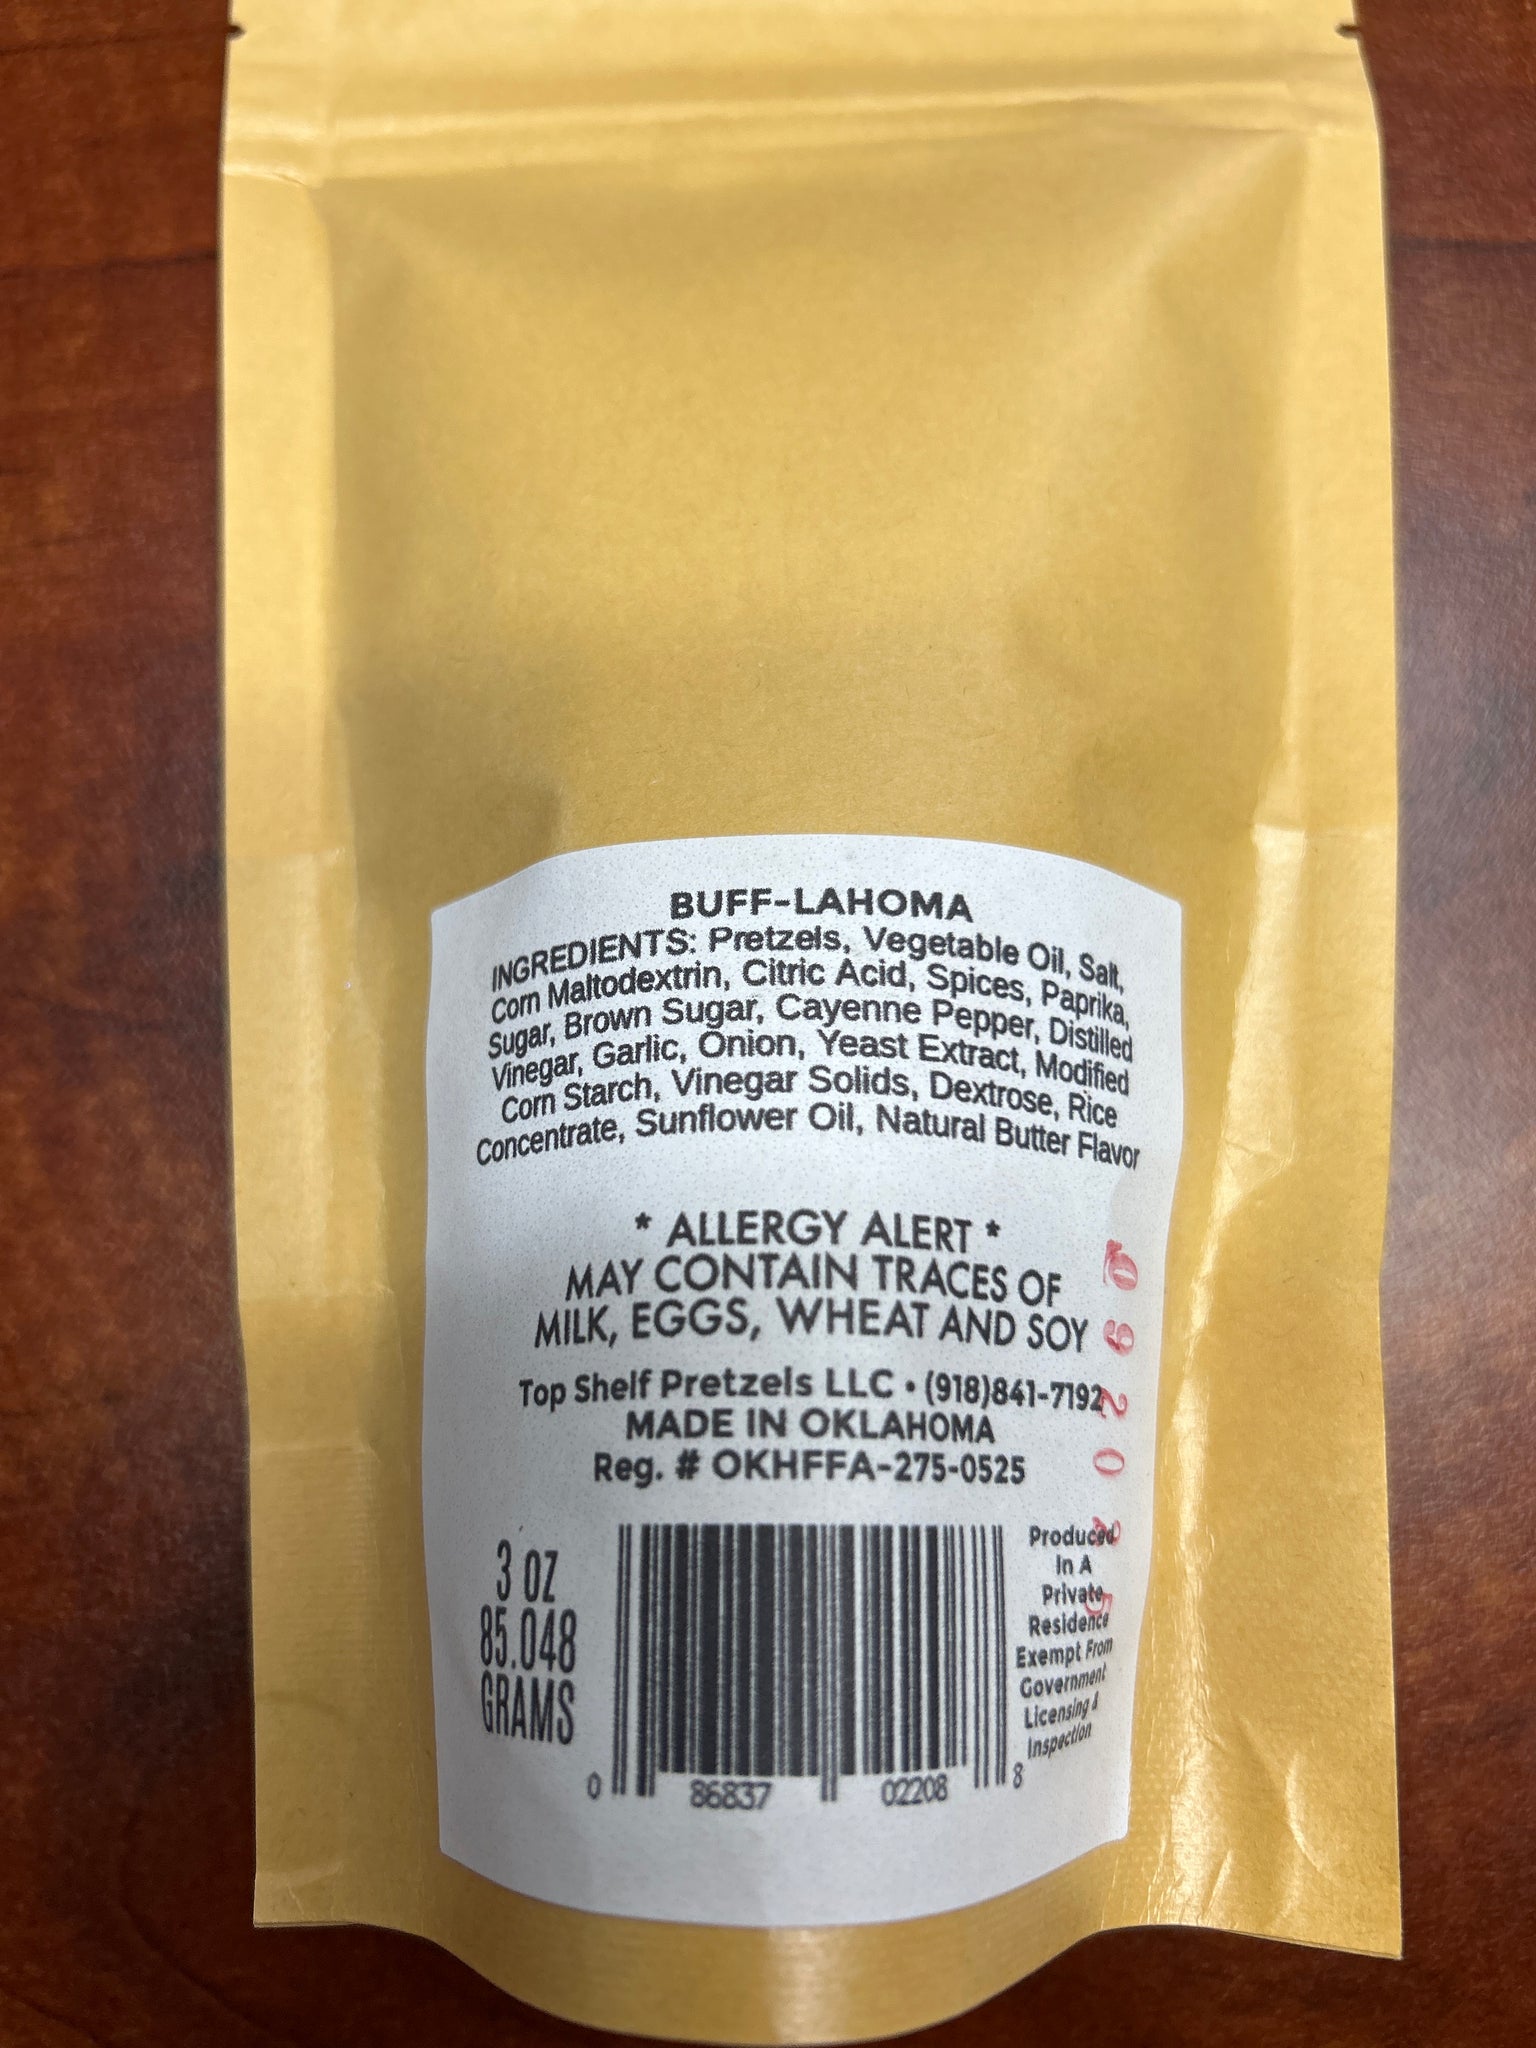 BUFF-LAHOMA
INGREDIENTS: Pretzels, Vegetable Oil, Salt,
Corn Maltodextrin, Citric Acid, Spices, Paprika,
Sugar, Brown Sugar, Cayenne Pepper, Distilled
Vinegar, Garlic, Onion, Yeast Extract, Modified
Corn Starch, Vinegar Solids, Dextrose, Rice
Concentrate, Sunflower Oil, Natural Butter Flavor
* ALLERGY ALERT *
MAY CONTAIN TRACES OF
MILK, EGGS, WHEAT AND SOY
Top Shelf Pretzels LLC • (918)841-7192
MADE IN OKLAHOMA
Reg. # OKHFFA-275-0525
3 OZ
85.048
GRAMS
Produced
In A
Private
Residence
Exempt From
Government
Licensing &
Inspection
0 86837 02208 8